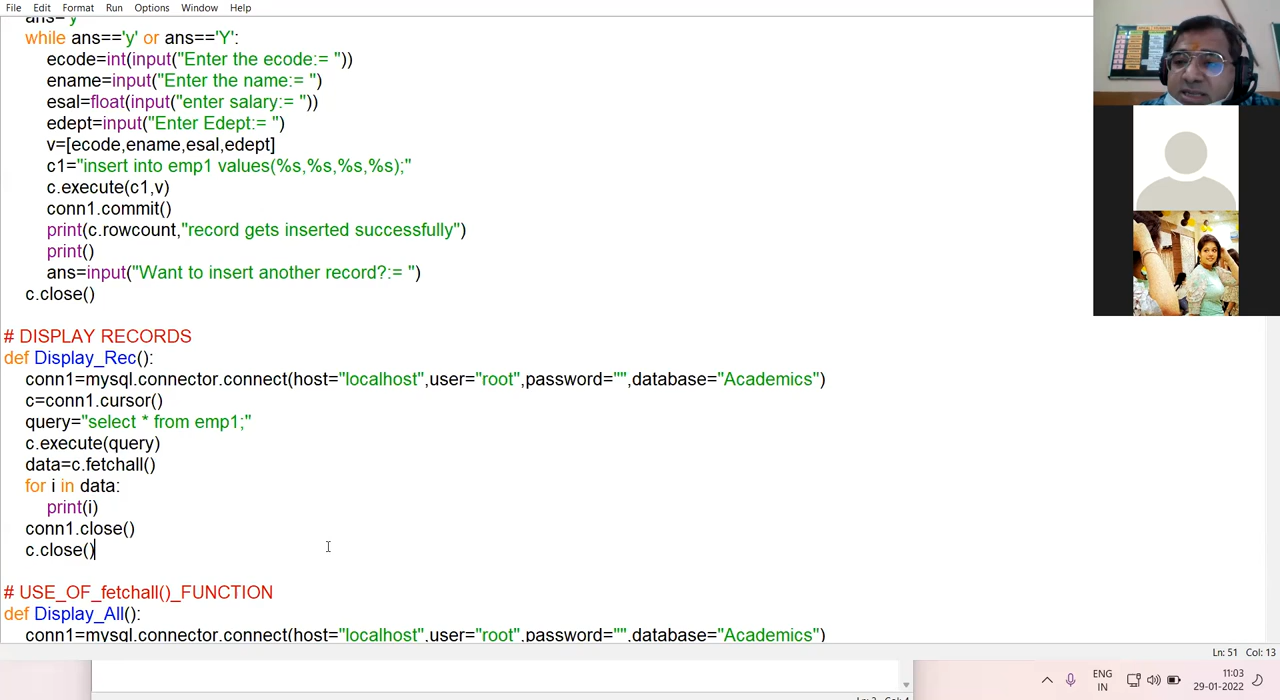 File Edit Format Run Options Window Help
ans='y'
while ans=='y' or ans=='Y':
ecode=int(input("Enter the ecode:= "))
ename=input("Enter the name:= ")
esal=float(input("enter salary:= "))
edept=input("Enter Edept:= ")
v=[ecode,ename,esal,edept]
c1="insert into emp1 values(%s,%s,%s,%s);"
c.execute(c1,v)
conn1.commit()
print(c.rowcount,"record gets inserted successfully")
print()
ans=input("Want to insert another record?:= ")
c.close()
# DISPLAY RECORDS
def Display_Rec():
conn1=mysql.connector.connect(host="localhost",user="root",password="",database="Academics")
c=conn1.cursor()
query="select * from emp1;"
c.execute(query)
data=c.fetchall()
for i in data:
print(i)
conn1.close()
c.close()
# USE_OF_fetchall()_FUNCTION
def Display_All():
conn1=mysql.connector.connect(host="localhost",user="root",password="",database="Academics")
Ln: 51 Col: 13
ENG
IN
11:03
29-01-2022